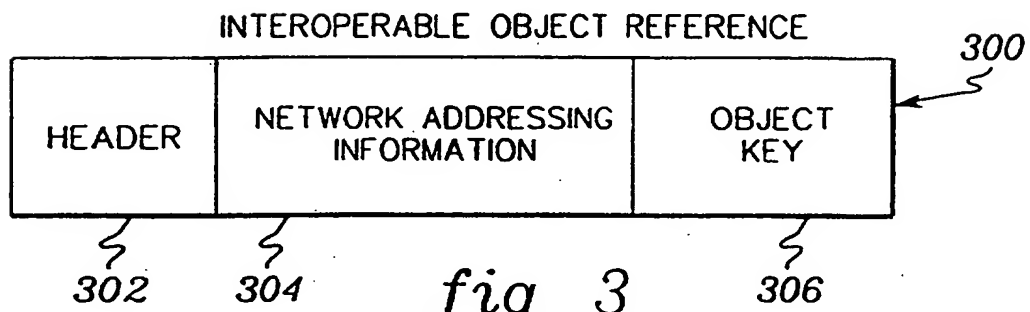 INTEROPERABLE OBJECT REFERENCE
300
HEADER
NETWORK ADDRESSING
INFORMATION
OBJECT
KEY
302
304
306
fig 3